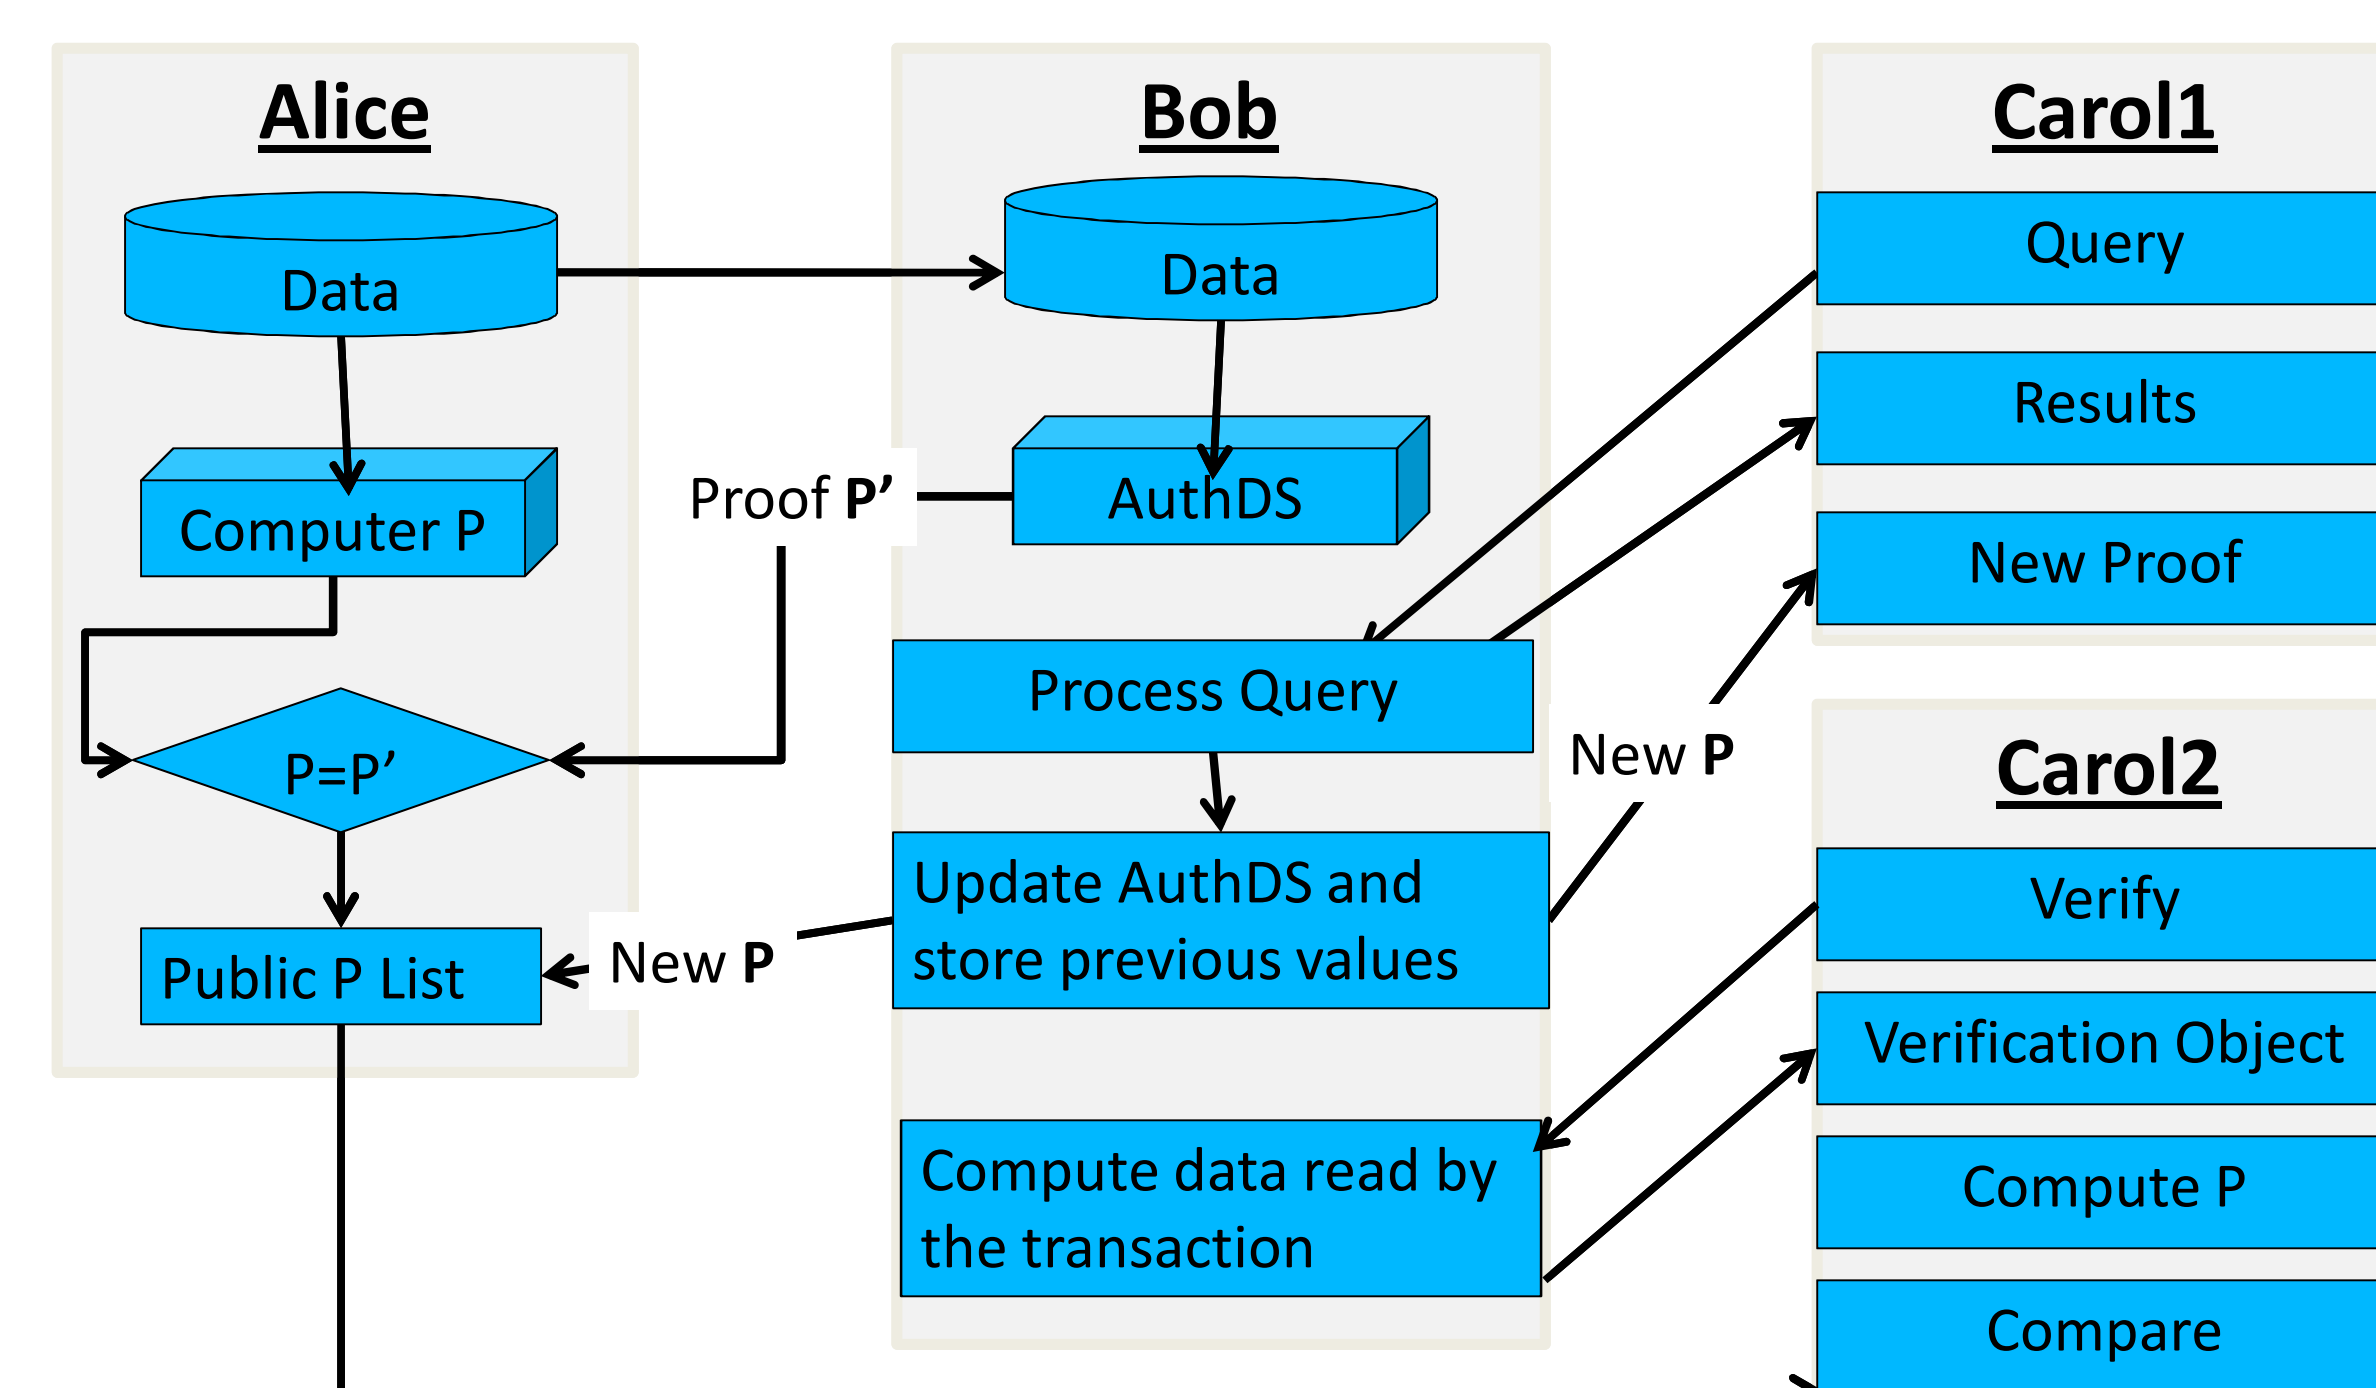 Alice
Data
Computer P
P=P’
Public P List
Proof P’
New P
Bob
Data
AuthDS
Process Query
Update AuthDS and
store previous values
Compute data read by
the transaction
New P
Carol1
Query
Results
New Proof
Carol2
Verify
Verification Object
Compute P
Compare